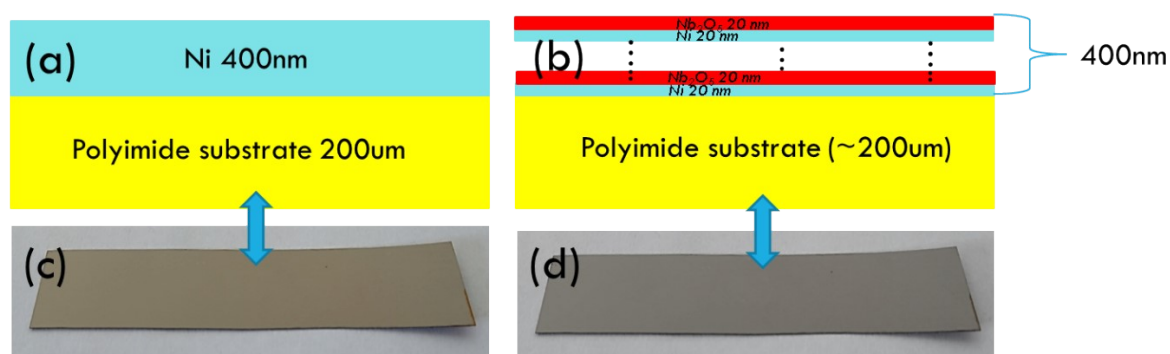 (a)
Ni 400nm
Polyimide substrate 200um
(b)
Nb₂O₅ 20 nm
Ni 20 nm
Nb₂O₅ 20 nm
Ni 20 nm
400nm
Polyimide substrate (~200um)
(c)
(d)